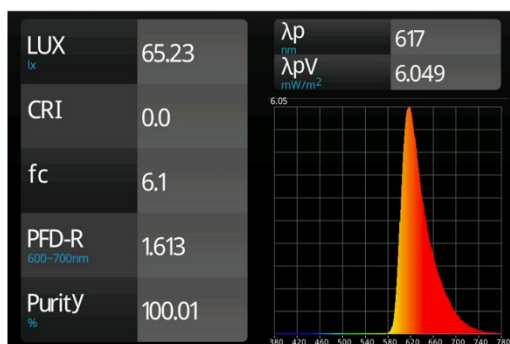 LUX
lx
65.23
CRI
0.0
fc
6.1
PFD-R
600~700nm
1.613
Purity
%
100.01
λp
nm
617
λpV
mW/m²
6.049
6.05
380 420 460 500 540 580 620 660 700 740 780